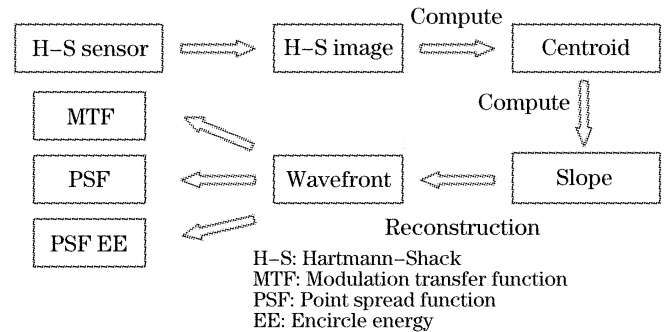 Compute
H–S sensor
H–S image
Centroid
Compute
MTF
PSF
Wavefront
Slope
Reconstruction
PSF EE
H–S: Hartmann–Shack
MTF: Modulation transfer function
PSF: Point spread function
EE: Encircle energy